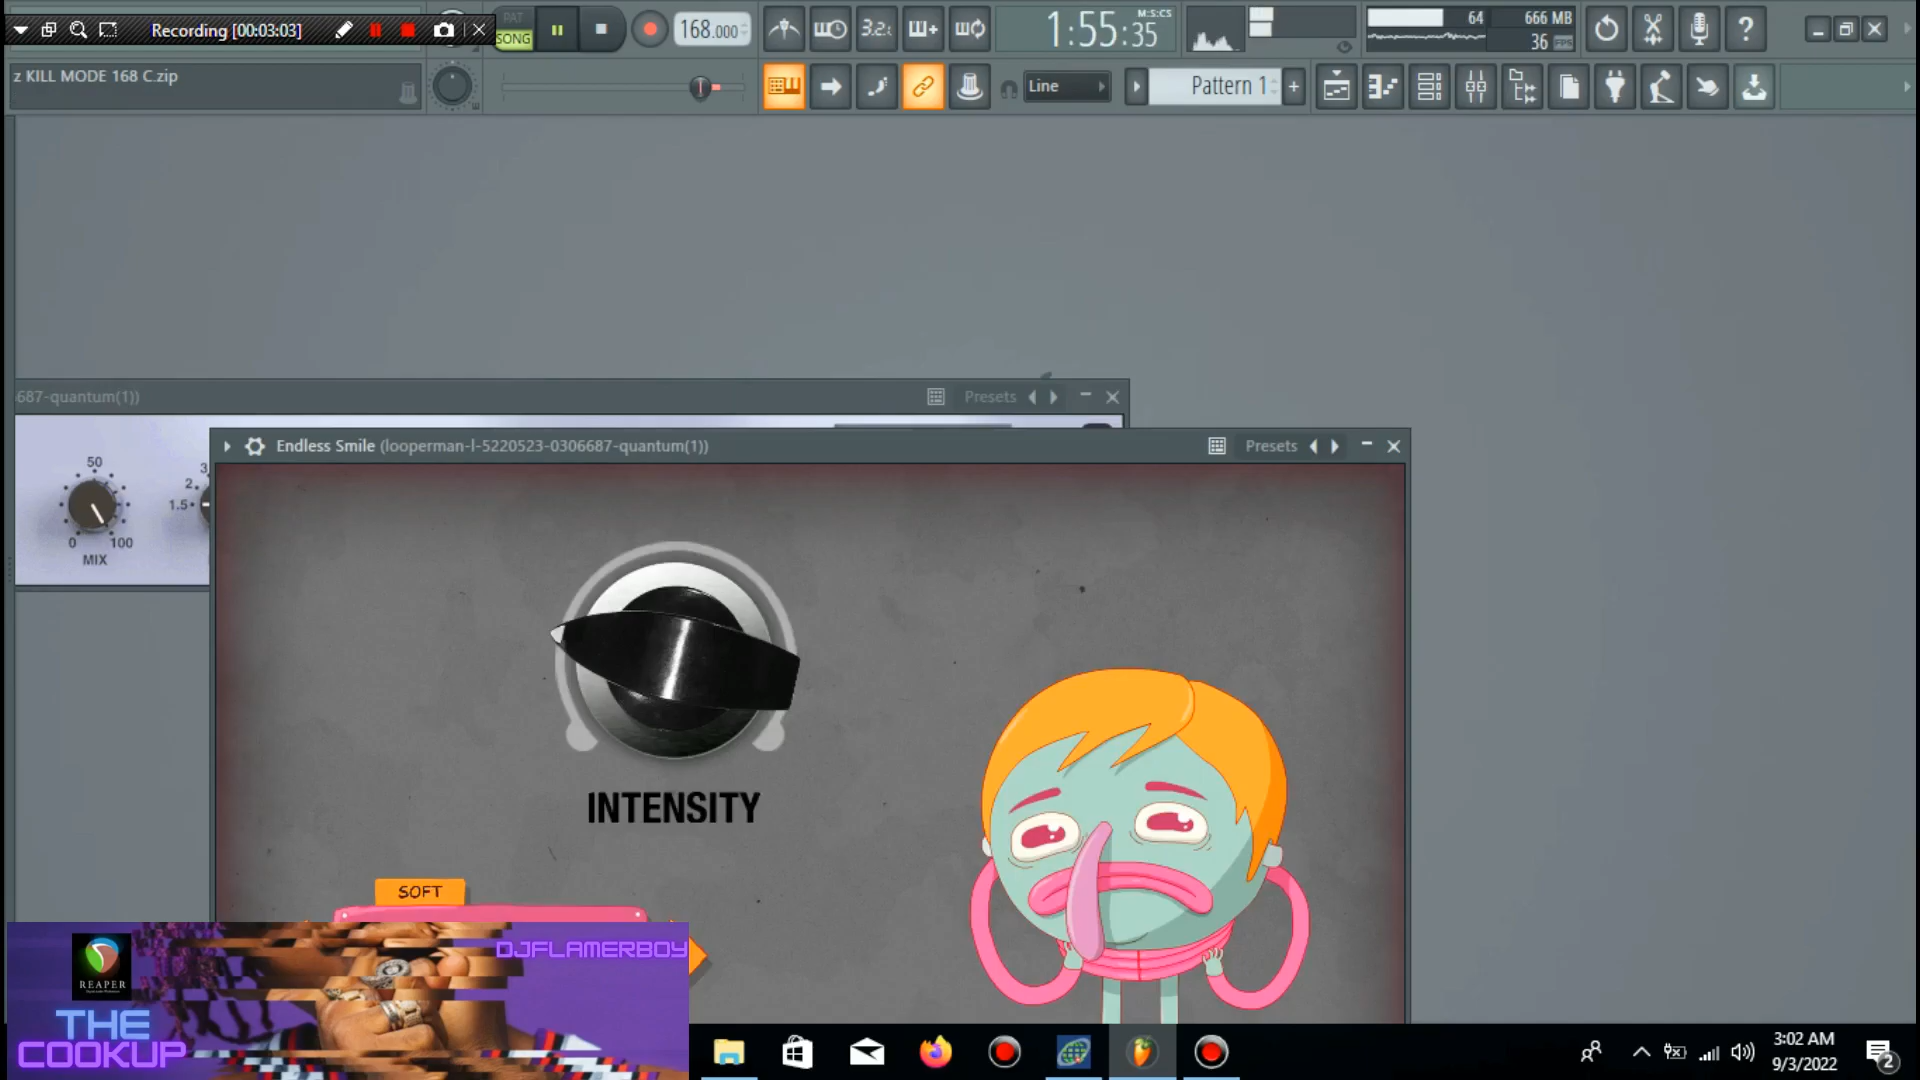 Recording [00:03:03]
PAT
SONG
168.000
M:S:CS
1:55:35
64
666 MB
36
z KILL MODE 168 C.zip
Line
Pattern 1
+
687-quantum(1))
Presets
Endless Smile (looperman-l-5220523-0306687-quantum(1))
Presets
50
0
100
MIX
3
2
1.5
INTENSITY
SOFT
DJFLAMERBOY
REAPER
THE
COOKUP
3:02 AM
9/3/2022
2